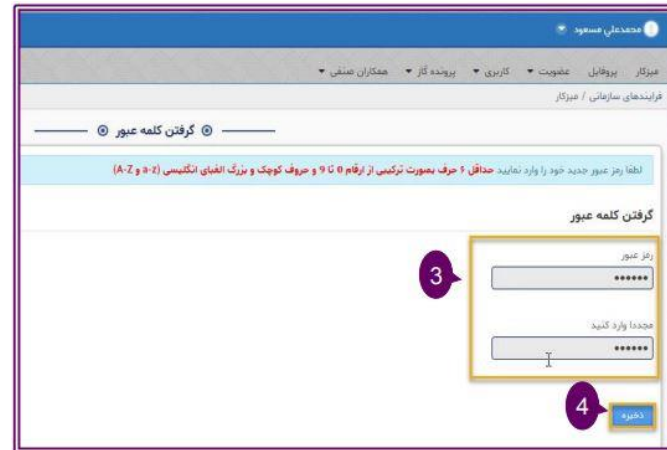 محمدعلي مسعود
میزکار پروفایل عضویت کاربری پرونده گاز همکاران صنفی
فرایندهای سازمانی / میزکار
گرفتن کلمه عبور
لطفا رمز عبور جدید خود را وارد نمایید حداقل ۶ حرف بصورت ترکیبی از ارقام 0 تا 9 و حروف کوچک و بزرگ الفبای انگلیسی (a-z و A-Z)
گرفتن کلمه عبور
رمز عبور
••••••
3
مجددا وارد کنید
••••••
4
ذخیره